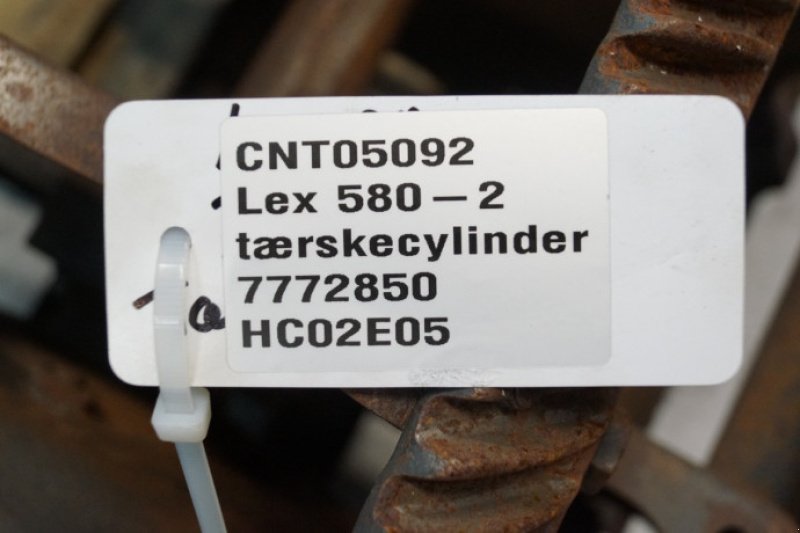 CNT05092
Lex 580 – 2
tærskecylinder
7772850
HC02E05